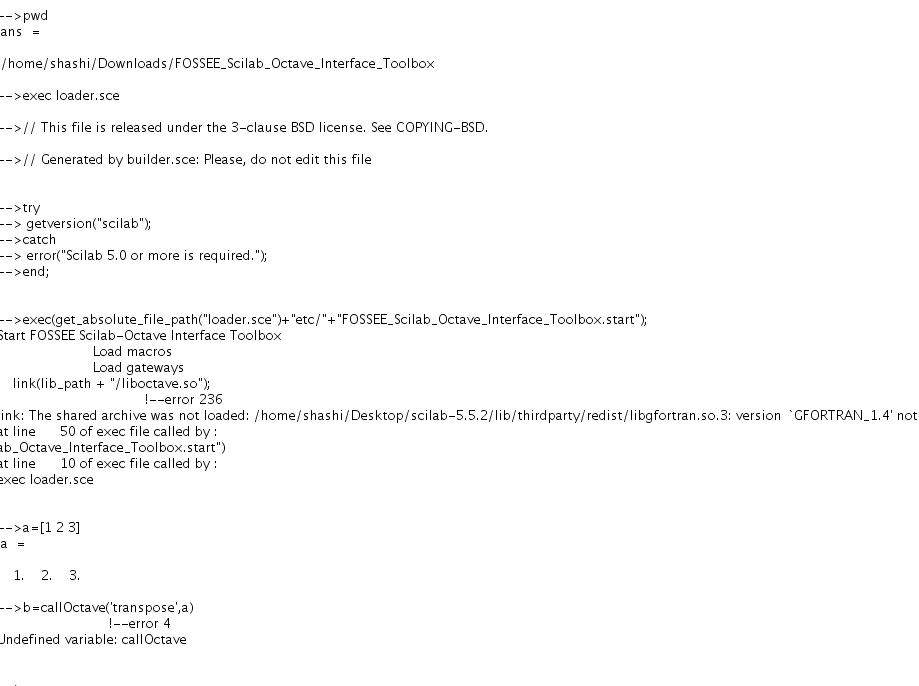 -->pwd
ans =
/home/shashi/Downloads/FOSSEE_Scilab_Octave_Interface_Toolbox
-->exec loader.sce
-->// This file is released under the 3-clause BSD license. See COPYING-BSD.
-->// Generated by builder.sce: Please, do not edit this file
-->try
--> getversion("scilab");
-->catch
--> error("Scilab 5.0 or more is required.");
-->end;
-->exec(get_absolute_file_path("loader.sce")+"etc/"+"FOSSEE_Scilab_Octave_Interface_Toolbox.start");
Start FOSSEE Scilab-Octave Interface Toolbox
Load macros
Load gateways
link(lib_path + "/liboctave.so");
!--error 236
link: The shared archive was not loaded: /home/shashi/Desktop/scilab-5.5.2/lib/thirdparty/redist/libgfortran.so.3: version `GFORTRAN_1.4' not
at line 50 of exec file called by :
ab_Octave_Interface_Toolbox.start")
at line 10 of exec file called by :
exec loader.sce
-->a=[1 2 3]
a =
1. 2. 3.
-->b=callOctave('transpose',a)
!--error 4
Undefined variable: callOctave